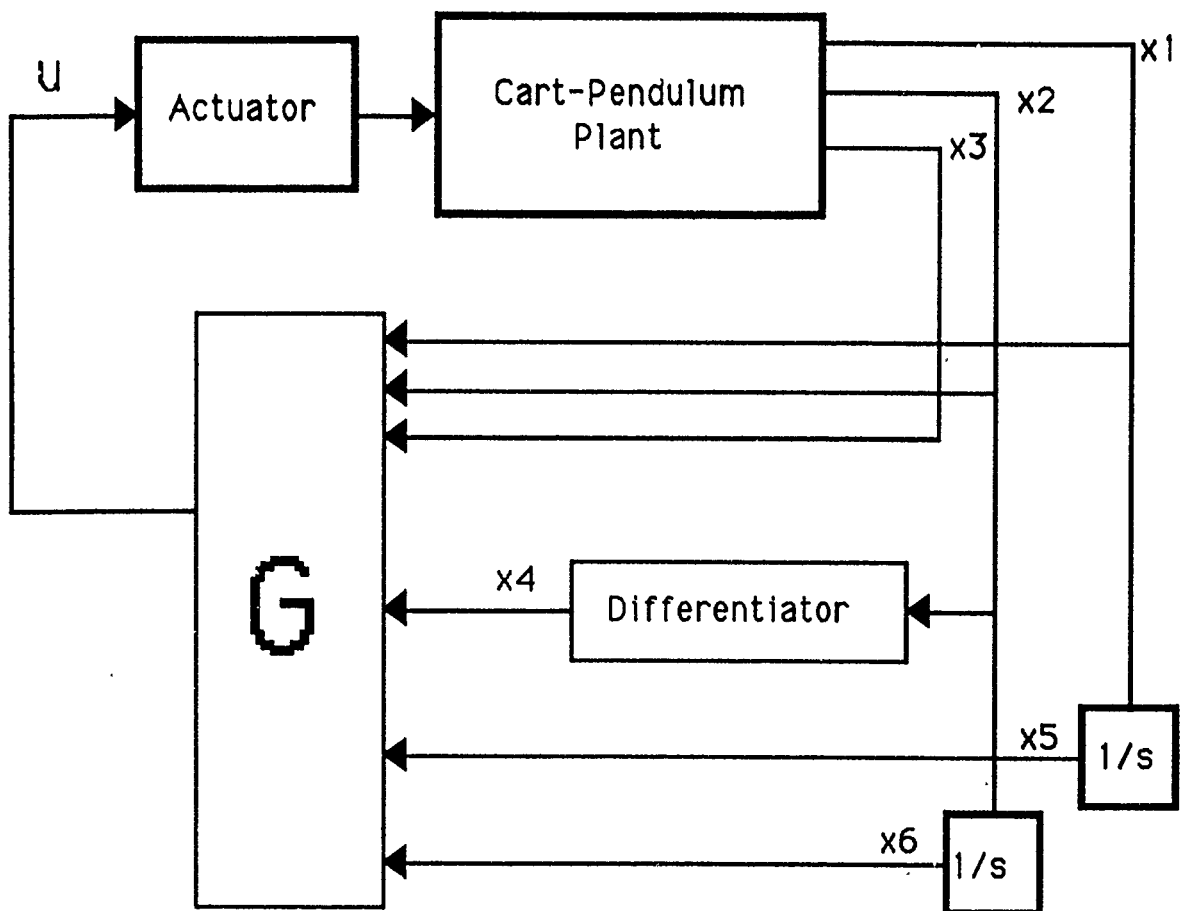 x1
U
Actuator
Cart-Pendulum
Plant
x2
x3
G
x4
Differentiator
x5
1/s
x6
1/s